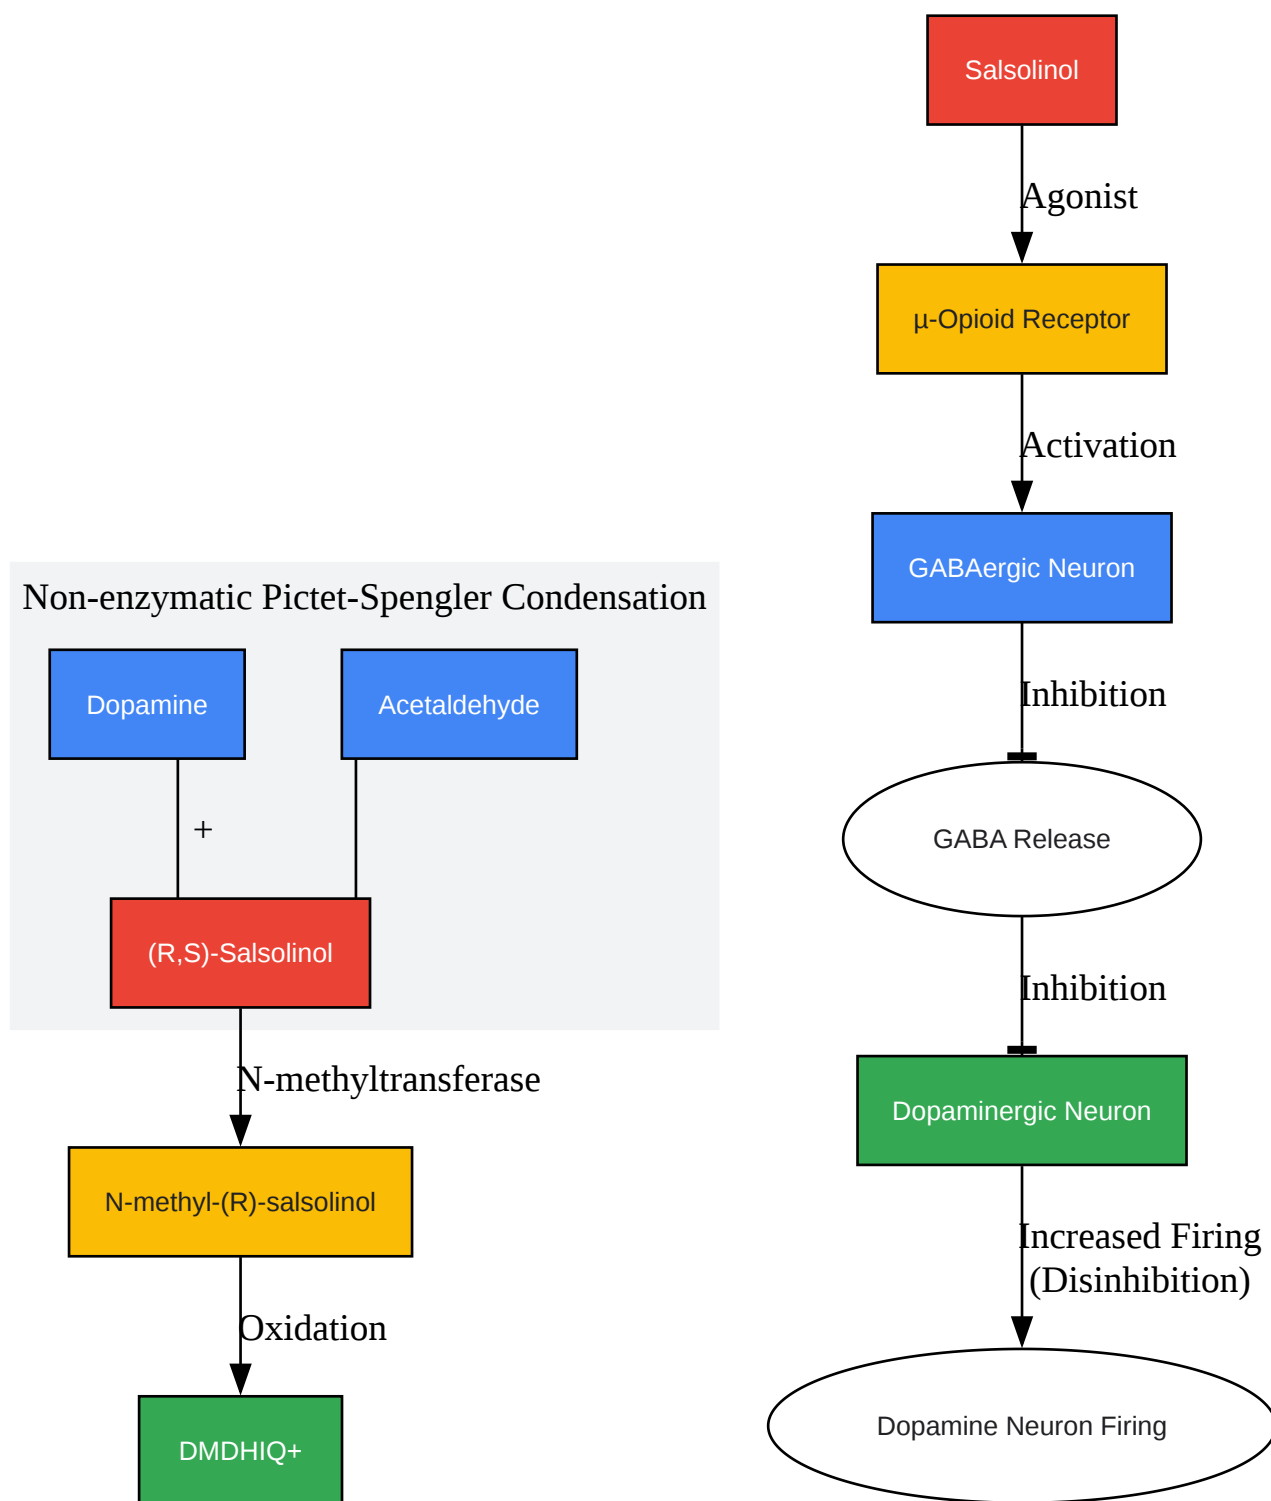 Non-enzymatic Pictet-Spengler Condensation
Dopamine
Acetaldehyde
+
(R,S)-Salsolinol
N-methyltransferase
N-methyl-(R)-salsolinol
Oxidation
DMDHIQ+
Salsolinol
Agonist
µ-Opioid Receptor
Activation
GABAergic Neuron
Inhibition
GABA Release
Inhibition
Dopaminergic Neuron
Increased Firing
(Disinhibition)
Dopamine Neuron Firing